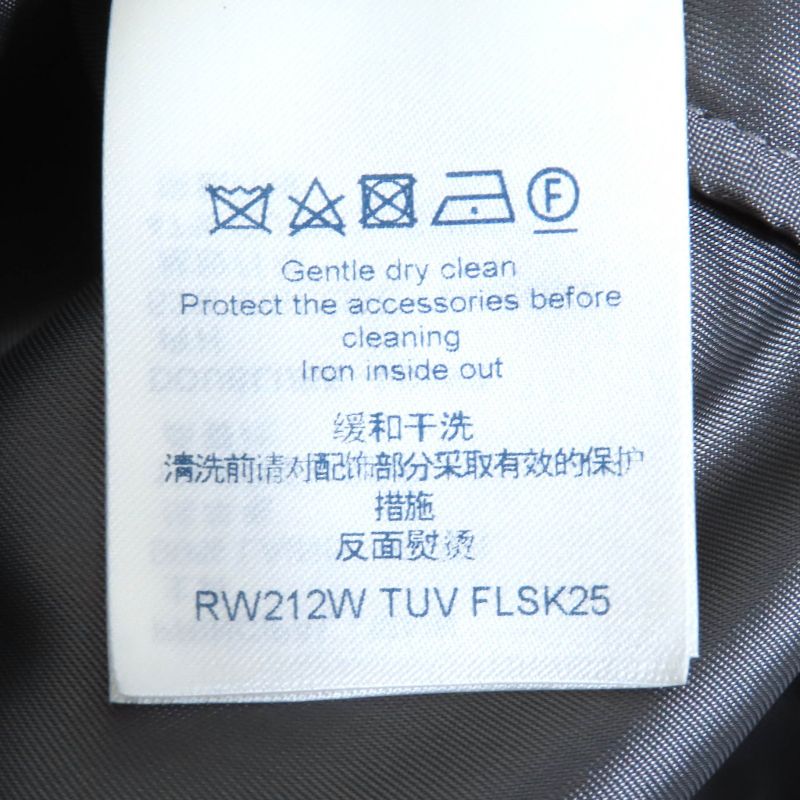 F
Gentle dry clean
Protect the accessories before
cleaning
Iron inside out
缓和干洗
清洗前请对配饰部分采取有效的保护
措施
反面熨烫
RW212W TUV FLSK25